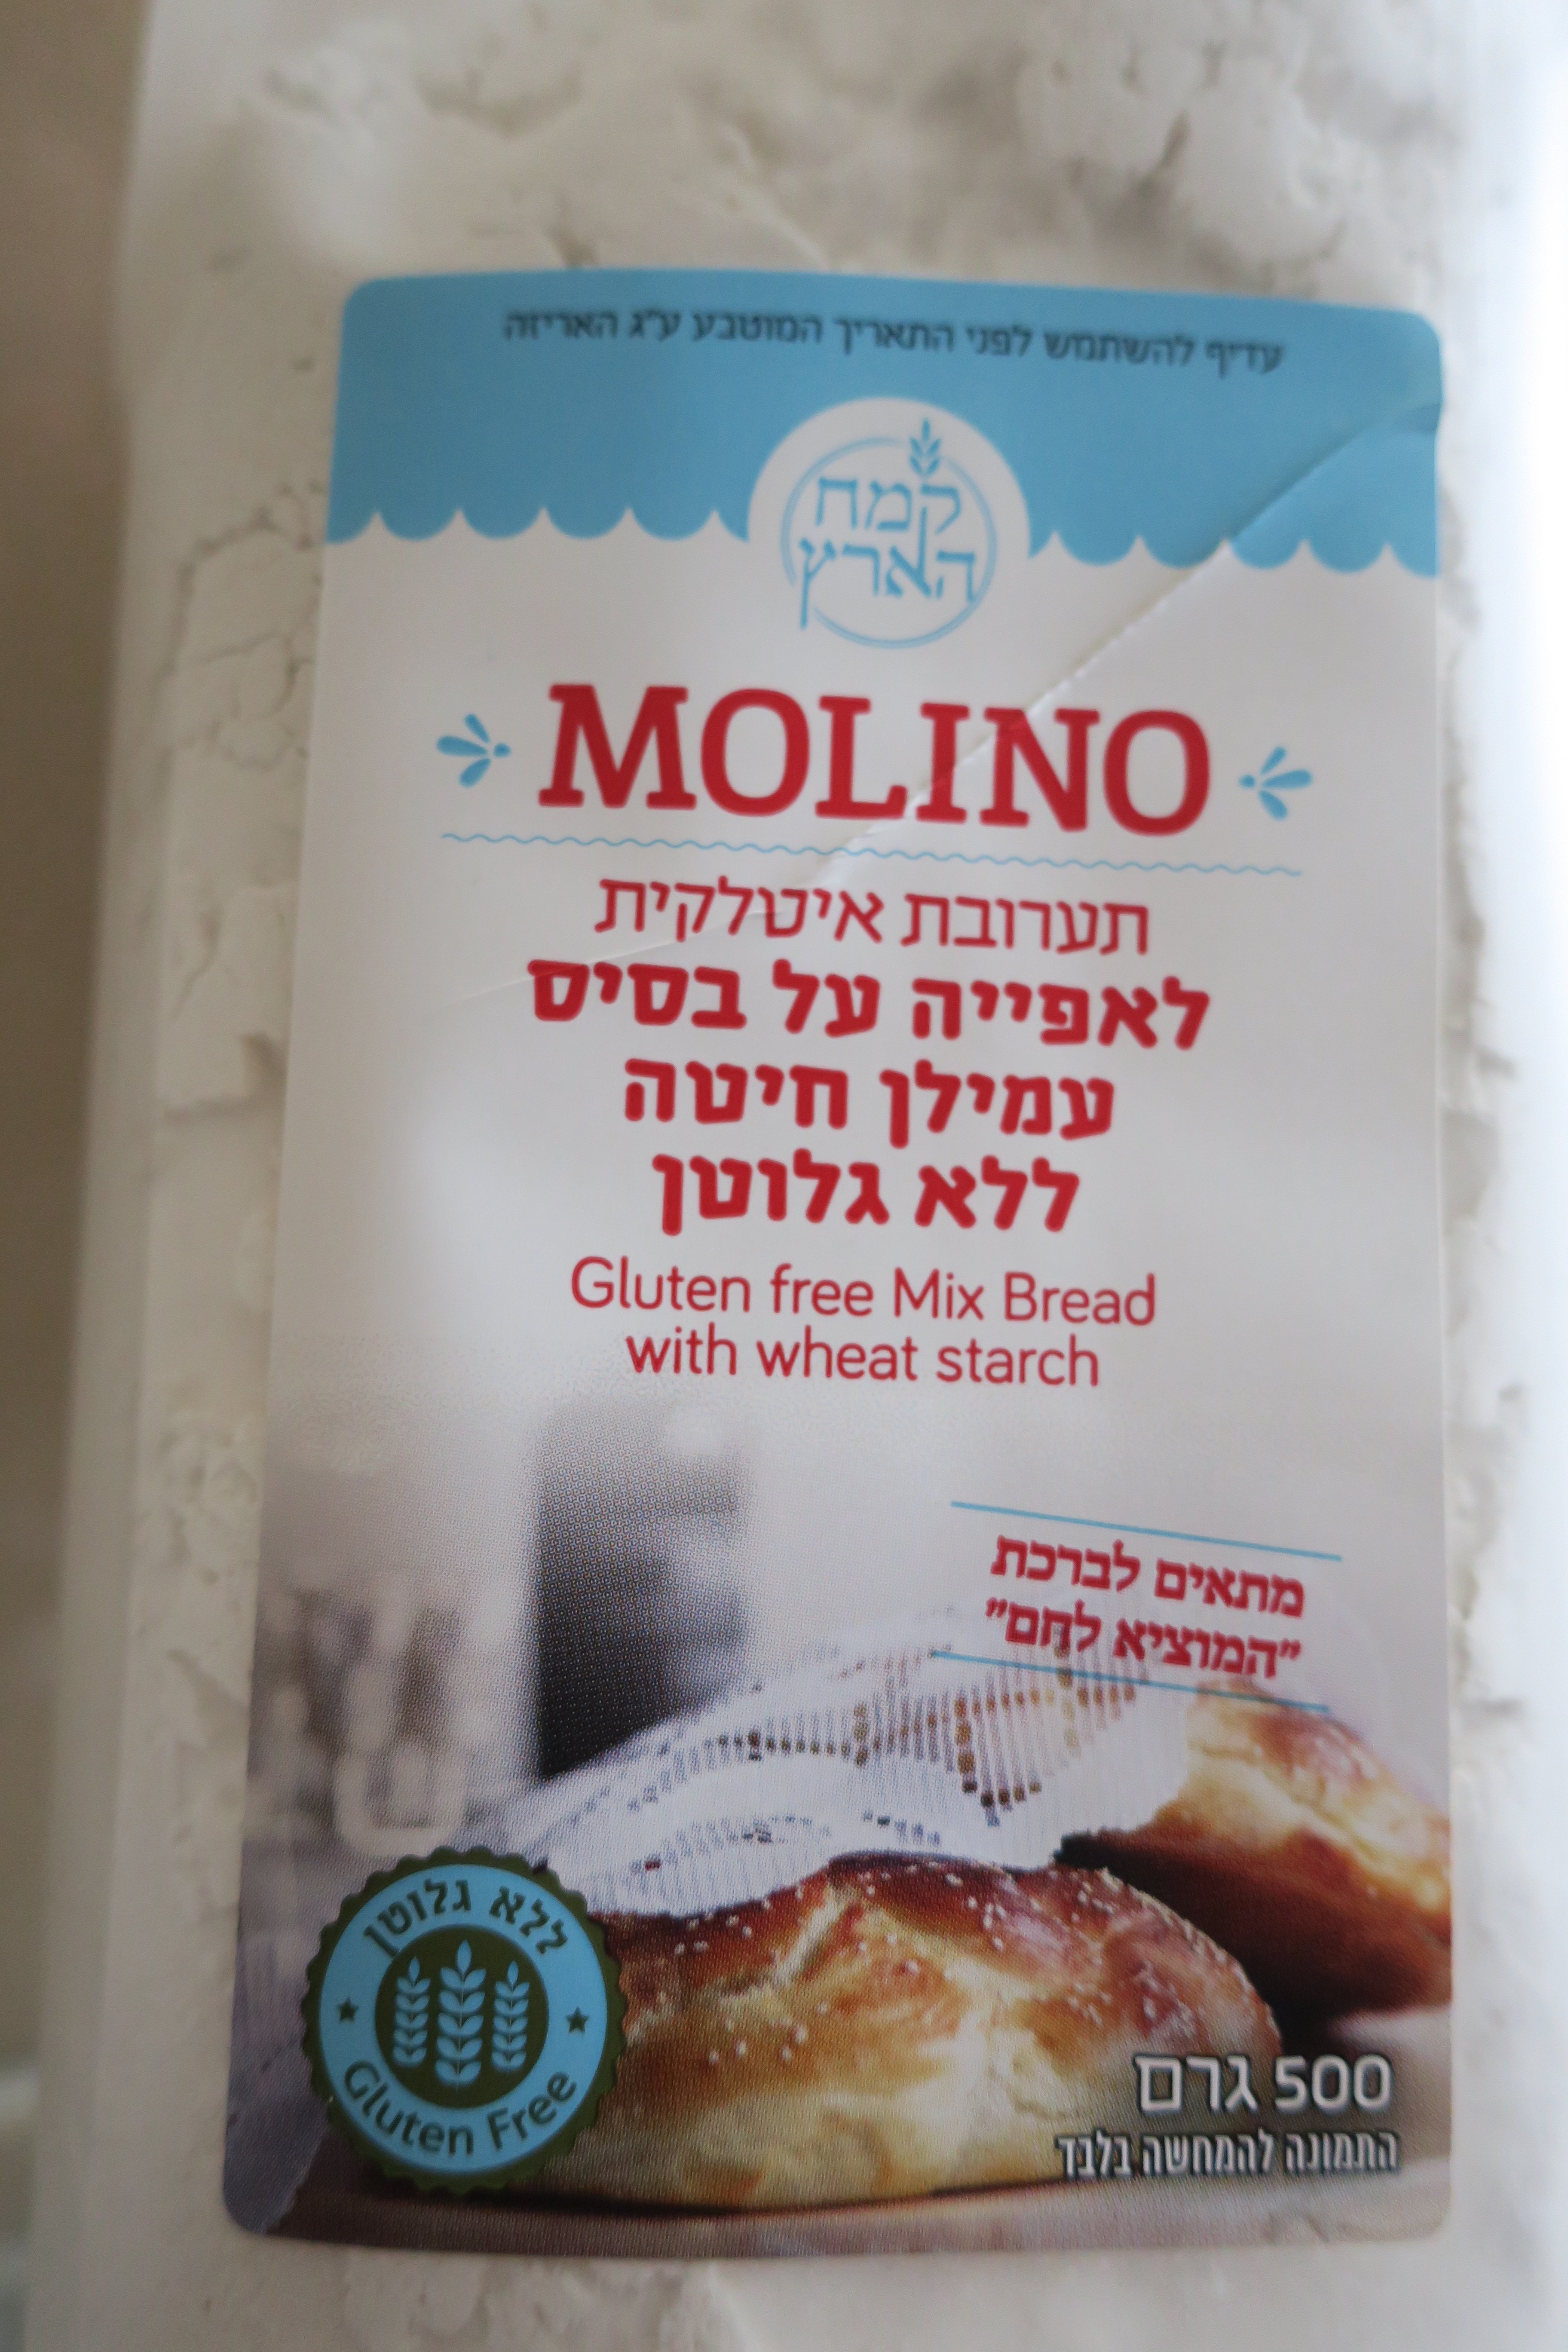 עדיף להשתמש לפני התאריך המוטבע ע"ג האריזה
קמח
הארץ
MOLINO
תערובת איטלקית
לאפייה על בסיס
עמילן חיטה
ללא גלוטן
Gluten free Mix Bread
with wheat starch
מתאים לברכת
"המוציא לחם"
ללא גלוטן
Gluten Free
500 גרם
התמונה להמחשה בלבד